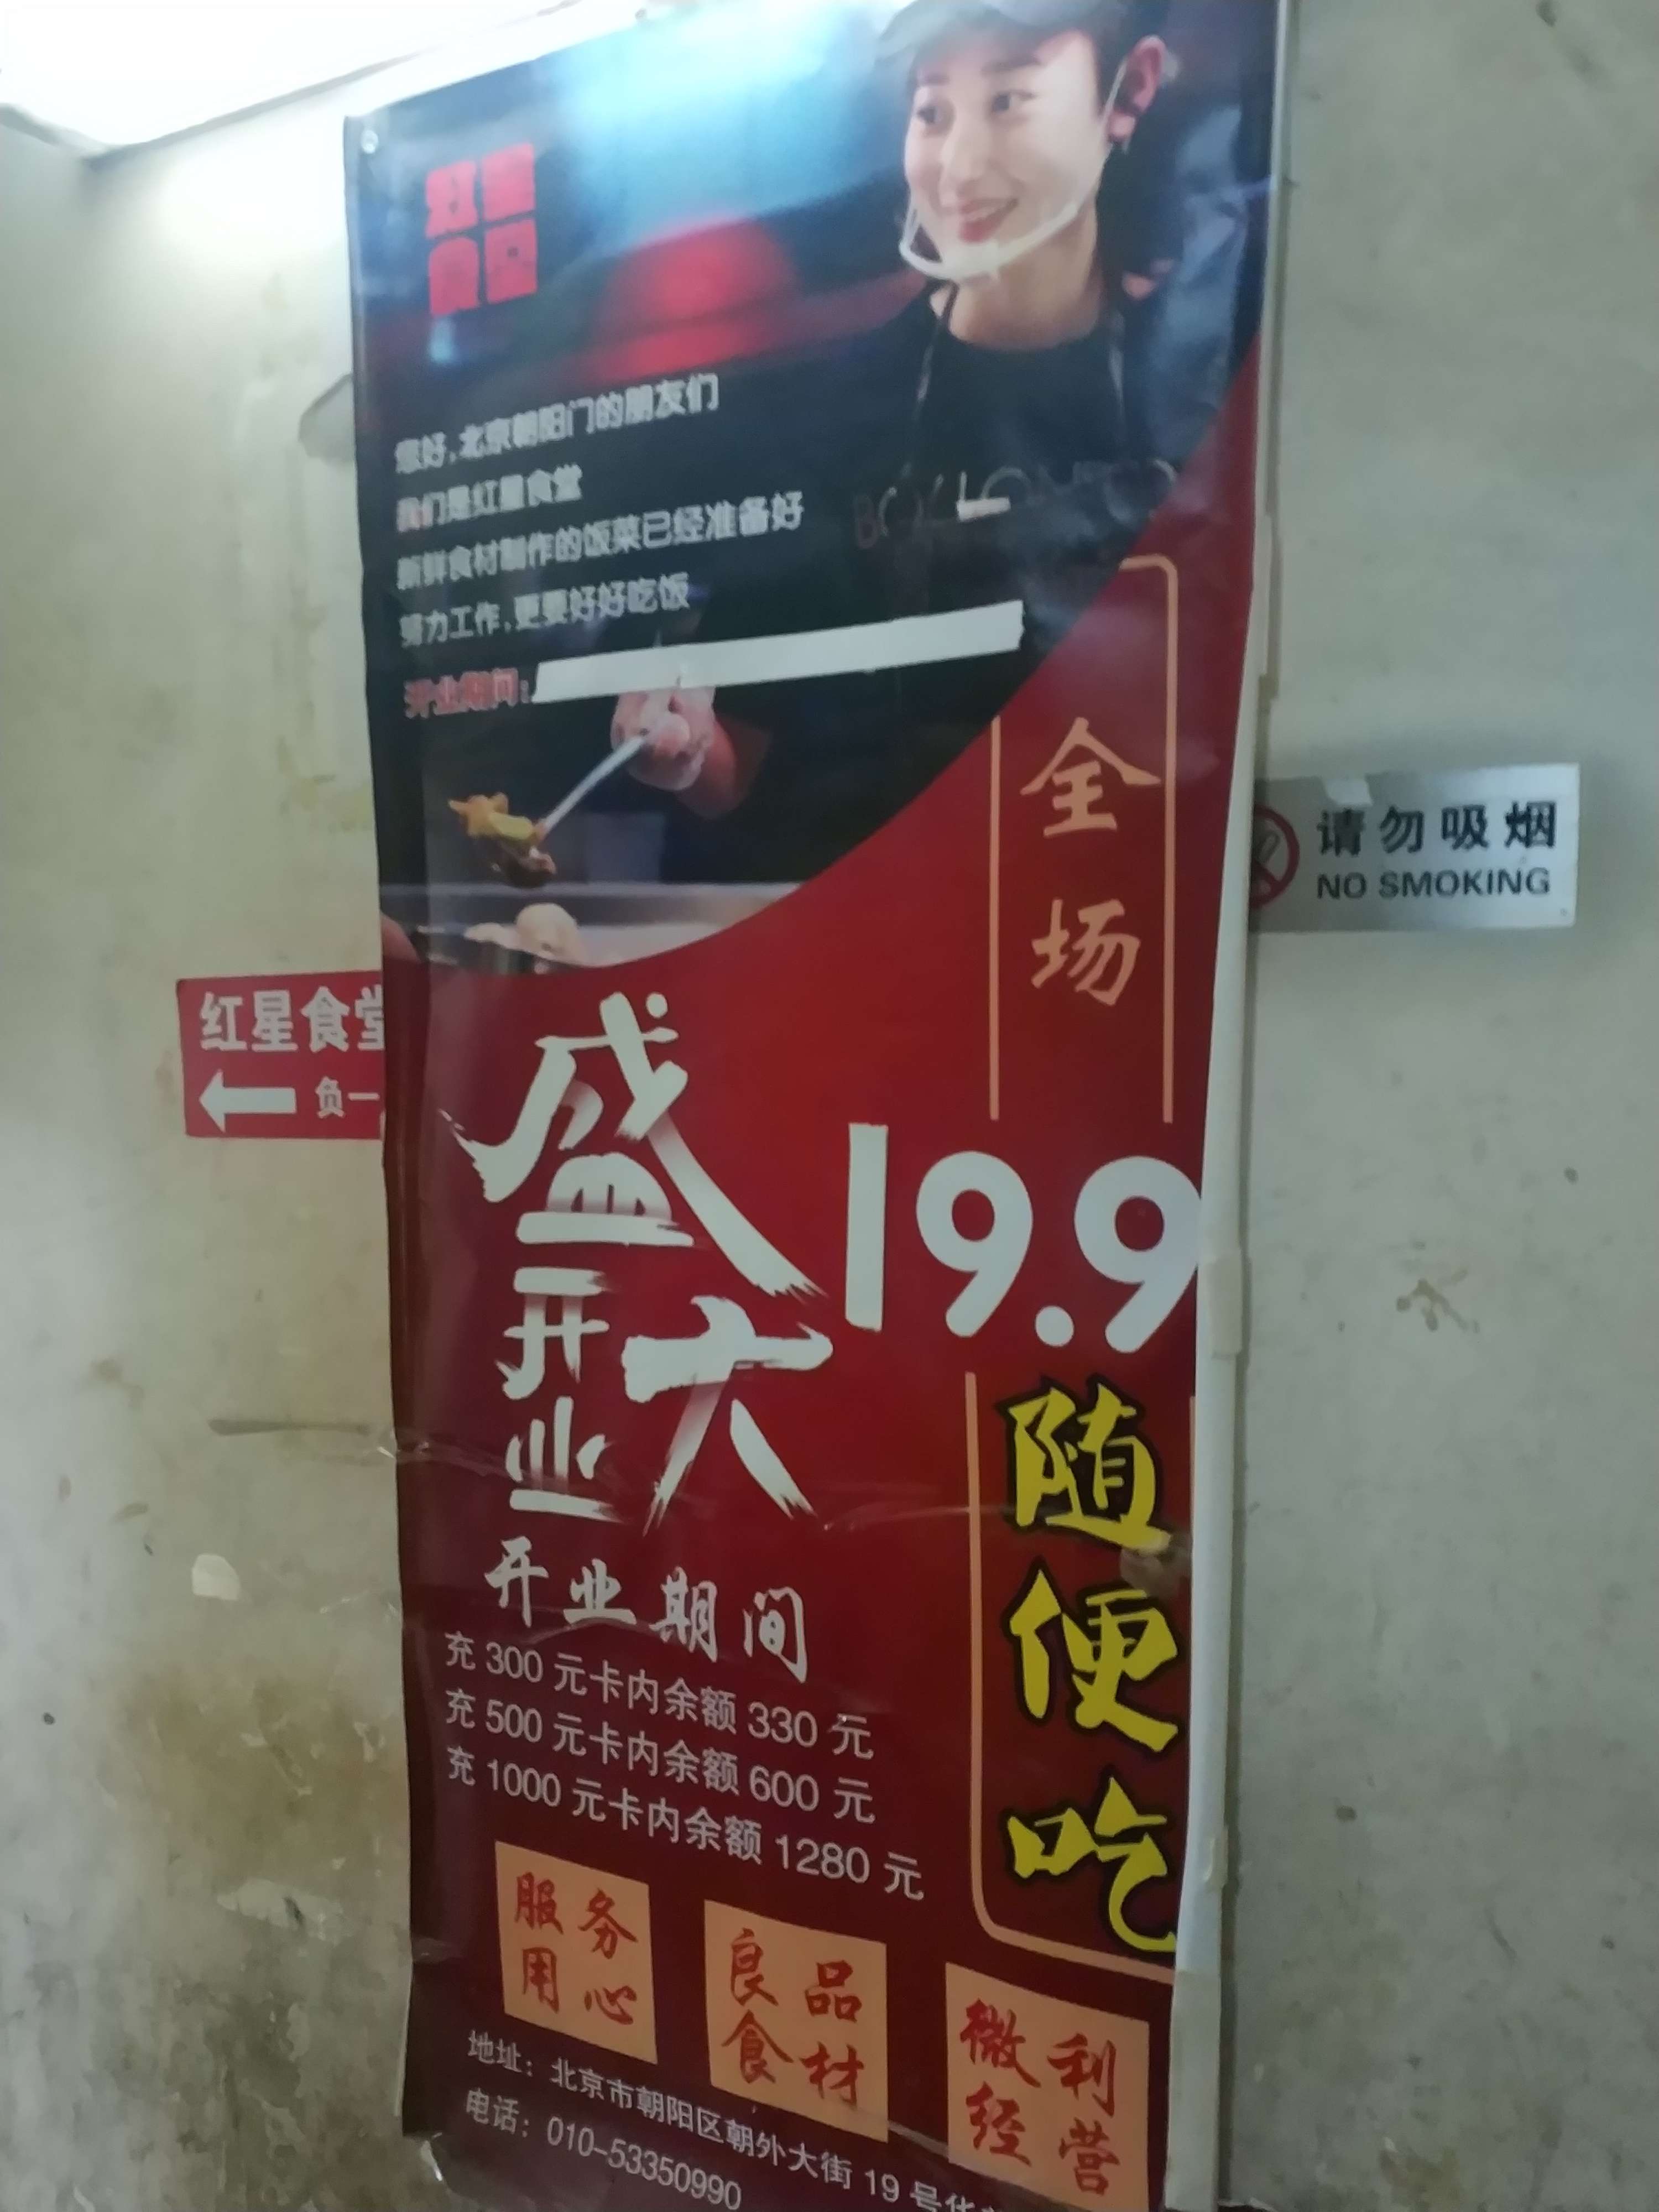 红星
食堂
您好,北京朝阳门的朋友们
我们是红星食堂
新鲜食材制作的饭菜已经准备好
努力工作,更要好好吃饭
开业期间:
全场
19.9
随便吃
盛大
开业
开业期间
充 300 元卡内余额 330 元
充 500 元卡内余额 600 元
充 1000 元卡内余额 1280 元
服务
用心
良品
食材
微利
经营
地址：北京市朝阳区朝外大街 19 号华
电话：010-53350990
红星食堂
负一
请勿吸烟
NO SMOKING